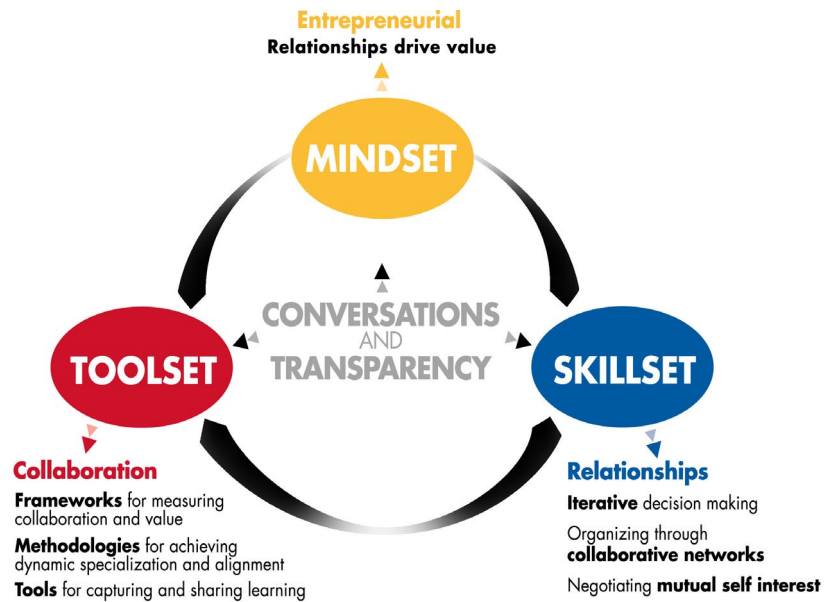 Entrepreneurial
Relationships drive value
MINDSET
CONVERSATIONS
AND
TRANSPARENCY
TOOLSET
SKILLSET
Collaboration
Frameworks for measuring
collaboration and value
Methodologies for achieving
dynamic specialization and alignment
Tools for capturing and sharing learning
Relationships
Iterative decision making
Organizing through
collaborative networks
Negotiating mutual self interest